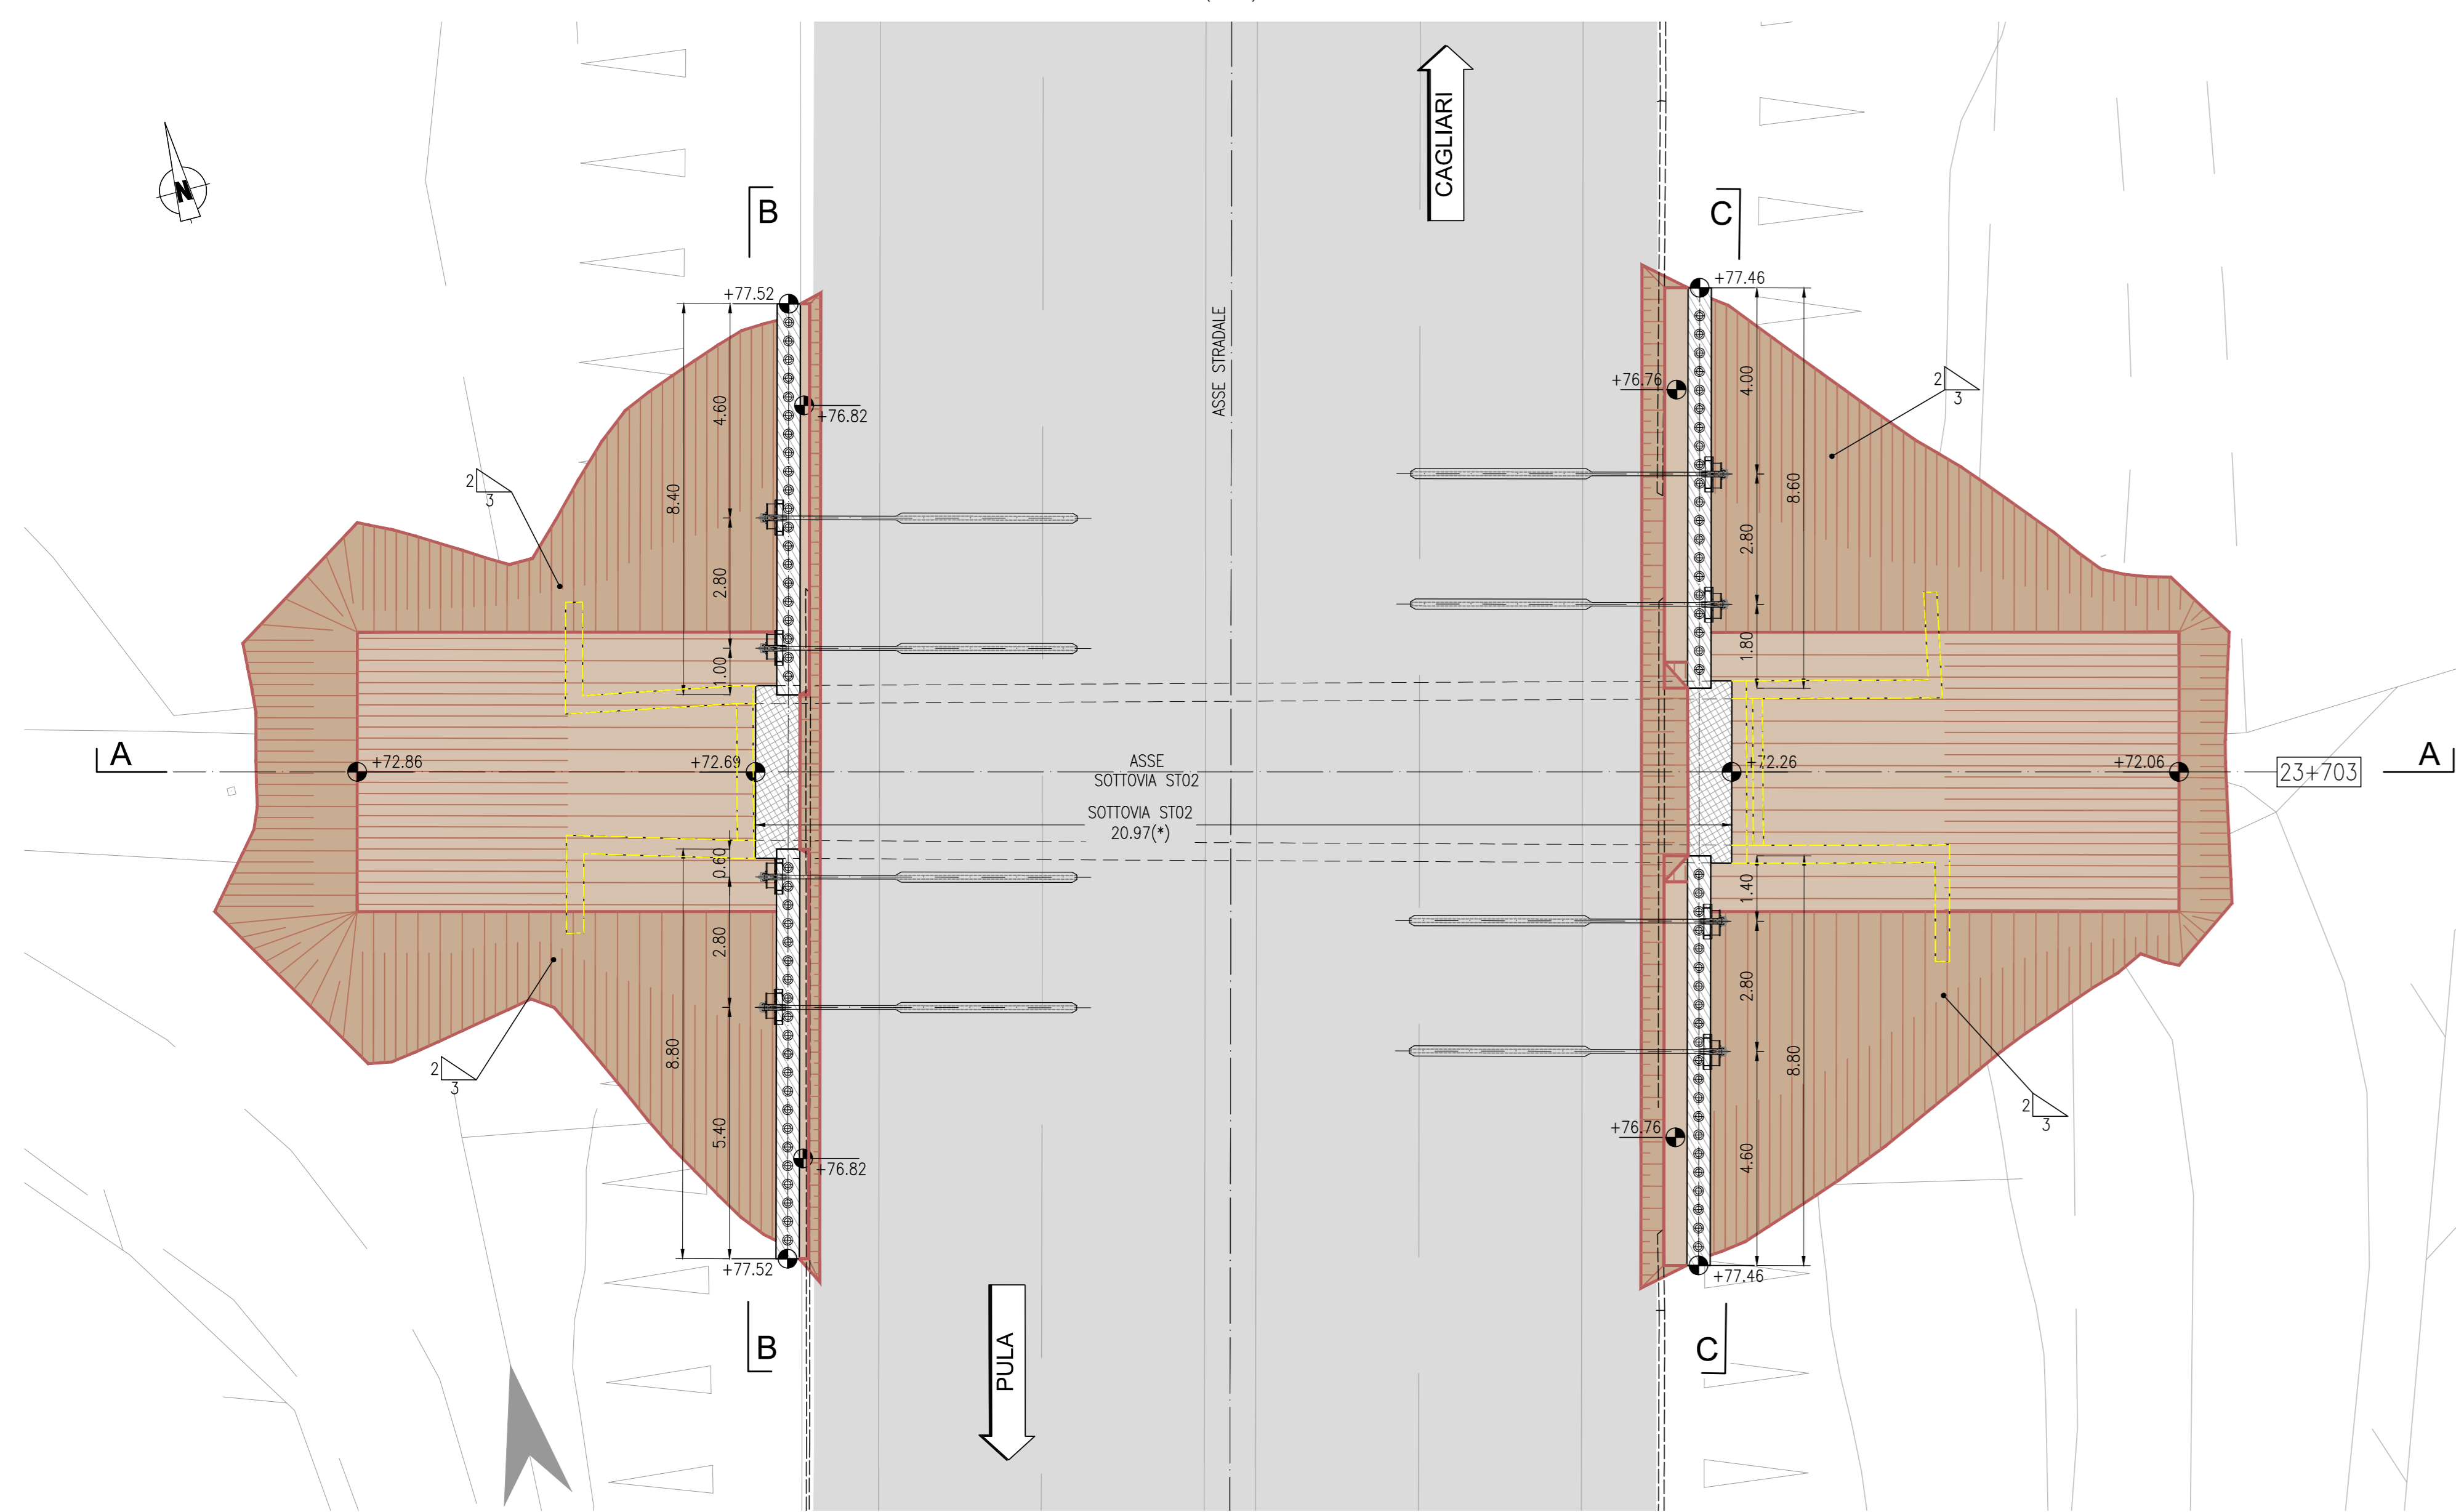 CAGLIARI
N
B
C
+77.52
+77.46
ASSE STRADALE
4.60
8.40
+76.82
2.80
1.00
+76.76
4.00
8.60
2.80
1.80
2
3
2
3
A
+72.86
+72.69
ASSE
SOTTOVIA ST02
SOTTOVIA ST02
20.97(*)
+72.26
+72.06
23+703
A
0.60
2.80
8.80
5.40
+76.82
+77.52
1.40
2.80
8.80
4.60
+76.76
+77.46
2
3
2
3
B
PULA
C